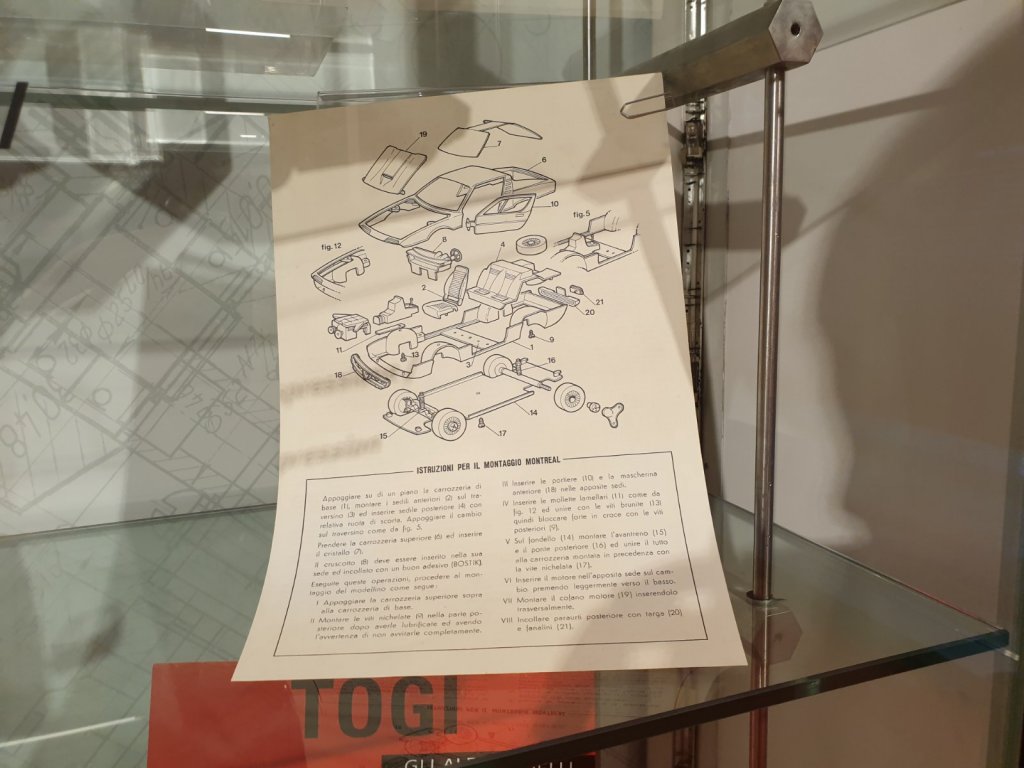 19
7
6
10
fig. 5
fig. 12
8
4
2
21
20
11
13
1
9
3
16
18
14
15
17
ISTRUZIONI PER IL MONTAGGIO MONTREAL
Appoggiare su di un piano la carrozzeria di
base (1), montare i sedili anteriori (2) sul tra-
versino (3) ed inserire sedile posteriore (4) con
relativa ruota di scorta. Appoggiare il cambio
sul traversino come da fig. 5.
Prendere la carrozzeria superiore (6) ed inserire
il cristallo (7).
Il cruscotto (8) deve essere inserito nella sua
sede ed incollato con un buon adesivo (BOSTIK).
Eseguite queste operazioni, procedere al mon-
taggio del modellino come segue:
I Appoggiare la carrozzeria superiore sopra
alla carrozzeria di base.
II Montare le viti nichelate (9) nella parte po-
steriore dopo averle lubrificate ed avendo
l'avvertenza di non avvitarle completamente.
III Inserire le portiere (10) e la mascherina
anteriore (18) nelle apposite sedi.
IV Inserire le mollette lamellari (11) come da
fig. 12 ed unire con le viti brunite (13)
quindi bloccare forte in croce con le viti
posteriori (9).
V Sul fondello (14) montare l'avantreno (15)
e il ponte posteriore (16) ed unire il tutto
alla carrozzeria montata in precedenza con
la vite nichelata (17).
VI Inserire il motore nell'apposita sede sul cam-
bio, premendo leggermente verso il basso.
VII Montare il cofano motore (19) inserendolo
trasversalmente.
VIII Incollare paraurti posteriore con targa (20)
e fanalini (21).
TOGI